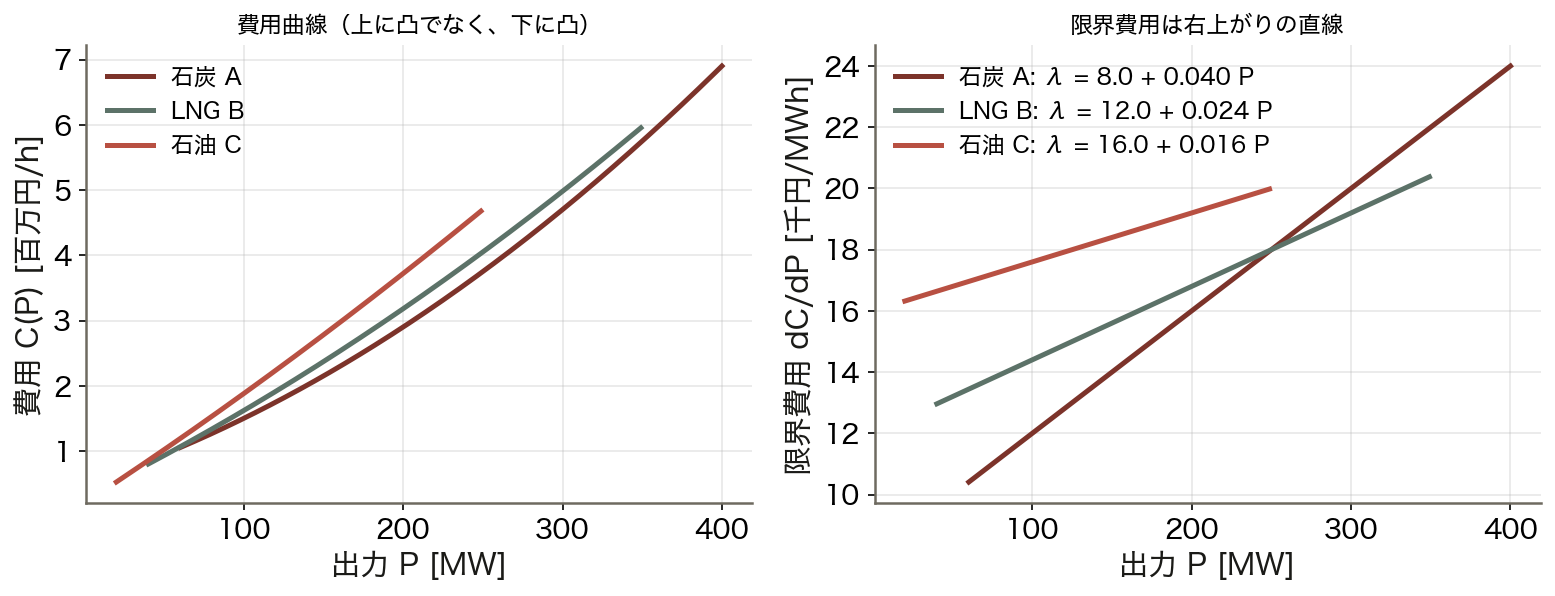 費用曲線（上に凸でなく、下に凸）
石炭 A
LNG B
石油 C
費用 C(P) [百万円/h]
7
6
5
4
3
2
1
100
200
300
400
出力 P [MW]
限界費用は右上がりの直線
石炭 A: λ = 8.0 + 0.040 P
LNG B: λ = 12.0 + 0.024 P
石油 C: λ = 16.0 + 0.016 P
限界費用 dC/dP [千円/MWh]
24
22
20
18
16
14
12
10
100
200
300
400
出力 P [MW]